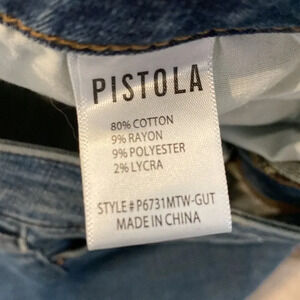 PISTOLA
80% COTTON
9% RAYON
9% POLYESTER
2% LYCRA
STYLE # P6731MTW-GUT
MADE IN CHINA